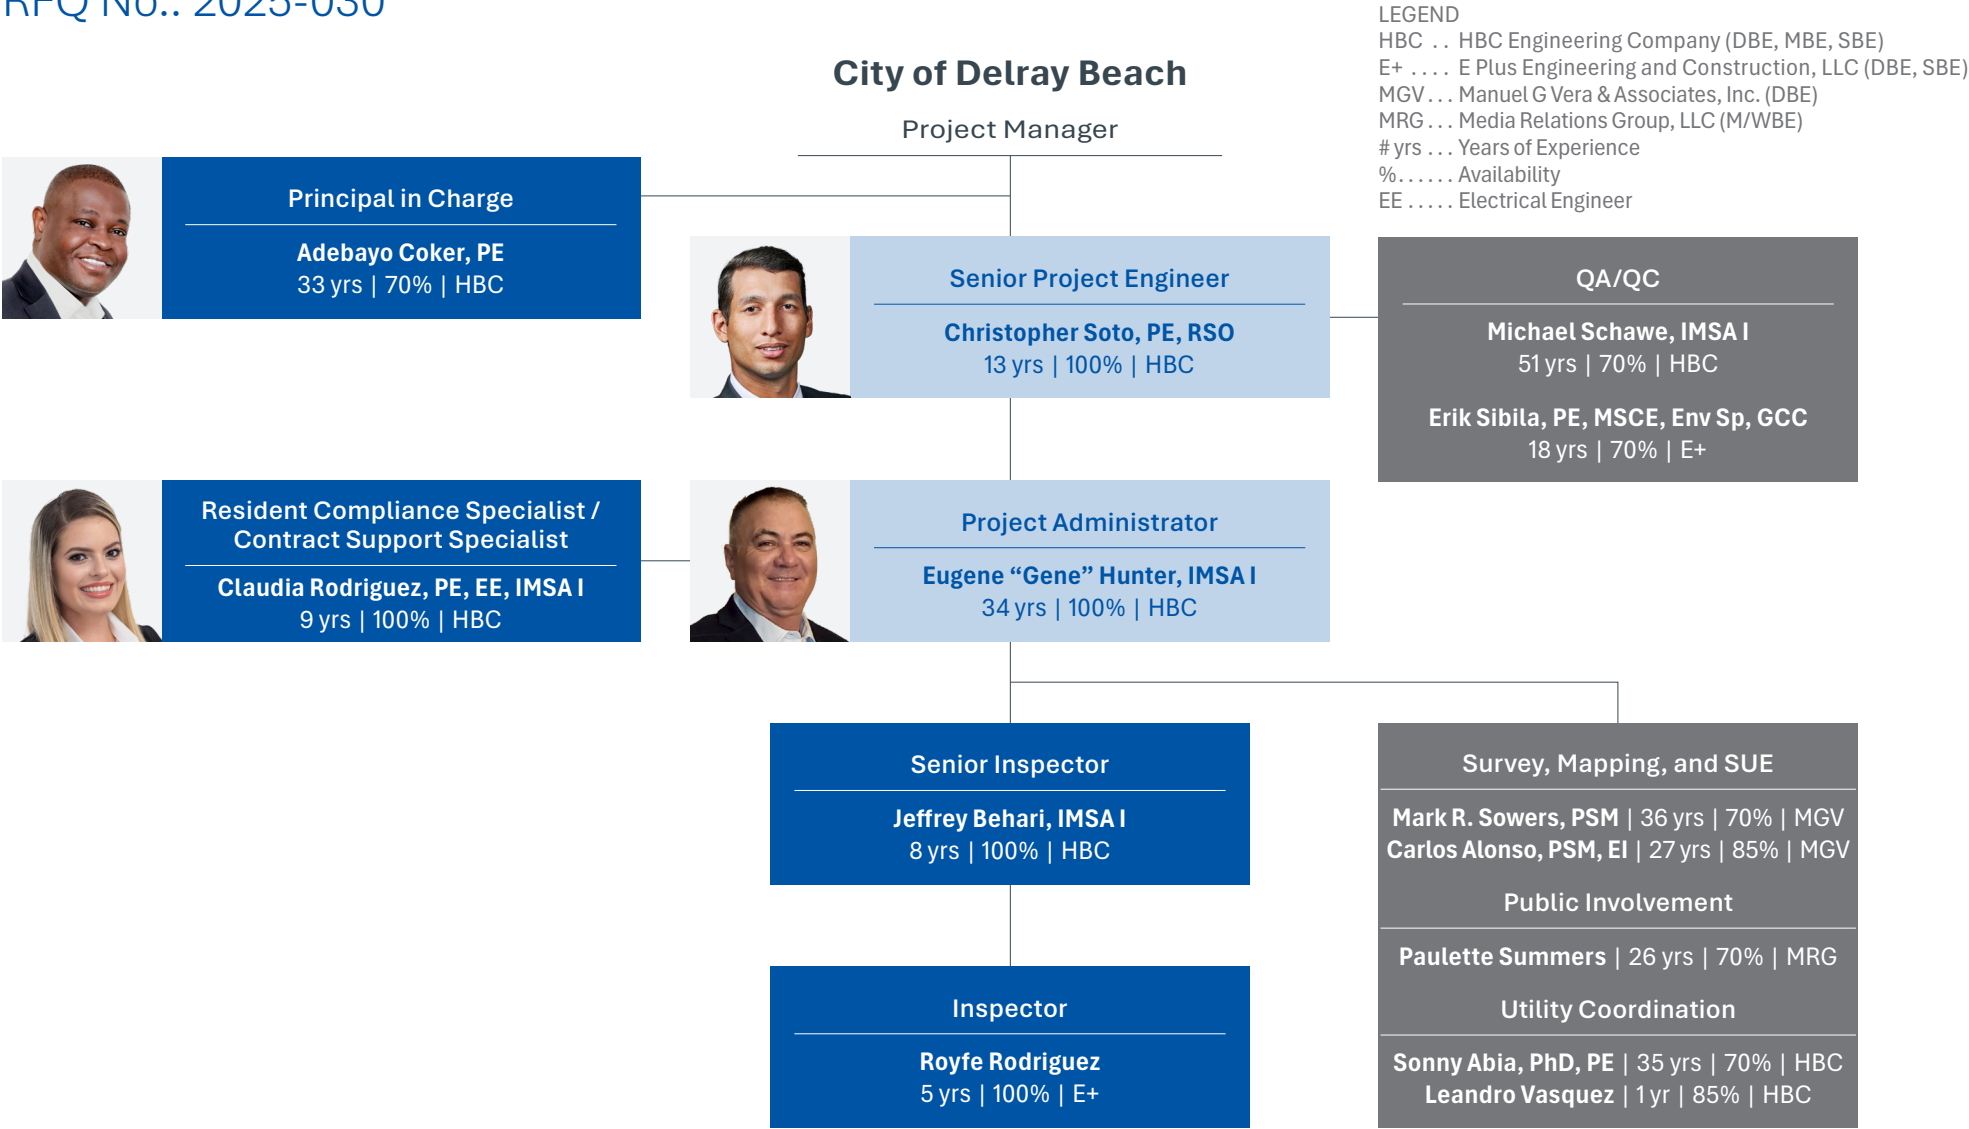 RFQ No.: 2025-030
LEGEND
HBC . . HBC Engineering Company (DBE, MBE, SBE)
E+ . . . . E Plus Engineering and Construction, LLC (DBE, SBE)
MGV . . . Manuel G Vera & Associates, Inc. (DBE)
MRG . . . Media Relations Group, LLC (M/WBE)
# yrs . . . Years of Experience
%. . . . . . Availability
EE . . . . . Electrical Engineer
City of Delray Beach
Project Manager
Principal in Charge
Adebayo Coker, PE
33 yrs | 70% | HBC
Senior Project Engineer
Christopher Soto, PE, RSO
13 yrs | 100% | HBC
QA/QC
Michael Schawe, IMSA I
51 yrs | 70% | HBC
Erik Sibila, PE, MSCE, Env Sp, GCC
18 yrs | 70% | E+
Resident Compliance Specialist /
Contract Support Specialist
Claudia Rodriguez, PE, EE, IMSA I
9 yrs | 100% | HBC
Project Administrator
Eugene “Gene” Hunter, IMSA I
34 yrs | 100% | HBC
Senior Inspector
Jeffrey Behari, IMSA I
8 yrs | 100% | HBC
Inspector
Royfe Rodriguez
5 yrs | 100% | E+
Survey, Mapping, and SUE
Mark R. Sowers, PSM | 36 yrs | 70% | MGV
Carlos Alonso, PSM, EI | 27 yrs | 85% | MGV
Public Involvement
Paulette Summers | 26 yrs | 70% | MRG
Utility Coordination
Sonny Abia, PhD, PE | 35 yrs | 70% | HBC
Leandro Vasquez | 1 yr | 85% | HBC